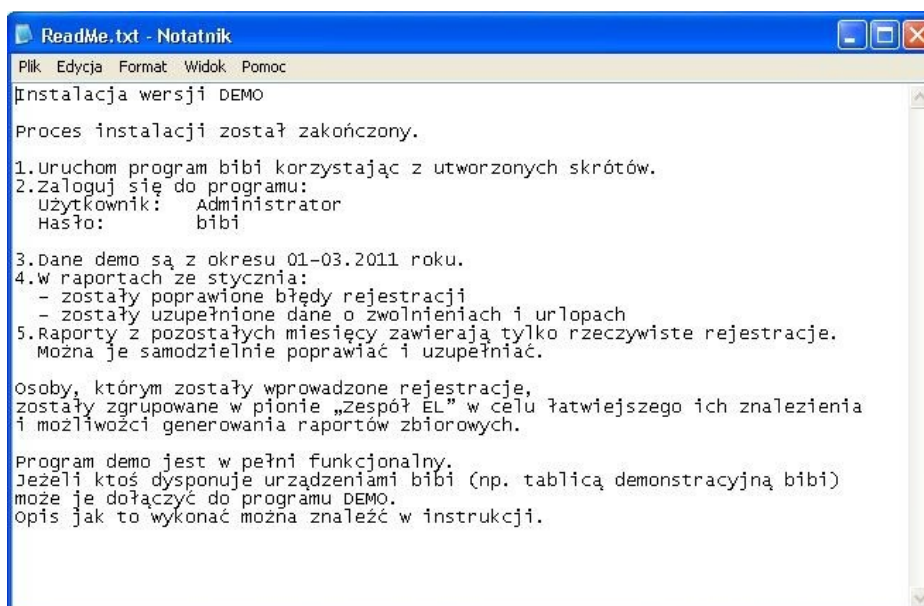 ReadMe.txt - Notatnik
Plik Edycja Format Widok Pomoc
Instalacja wersji DEMO
Proces instalacji został zakończony.
1.Uruchom program bibi korzystając z utworzonych skrótów.
2.Zaloguj się do programu:
Użytkownik: Administrator
Hasło: bibi
3.Dane demo są z okresu 01-03.2011 roku.
4.W raportach ze stycznia:
- zostały poprawione błędy rejestracji
- zostały uzupełnione dane o zwolnieniach i urlopach
5.Raporty z pozostałych miesięcy zawierają tylko rzeczywiste rejestracje.
Można je samodzielnie poprawiać i uzupełniać.
Osoby, którym zostały wprowadzone rejestracje,
zostały zgrupowane w pionie „Zespół EL” w celu łatwiejszego ich znalezienia
i możliwości generowania raportów zbiorowych.
Program demo jest w pełni funkcjonalny.
Jeżeli ktoś dysponuje urządzeniami bibi (np. tablicą demonstracyjną bibi)
może je dołączyć do programu DEMO.
Opis jak to wykonać można znaleźć w instrukcji.